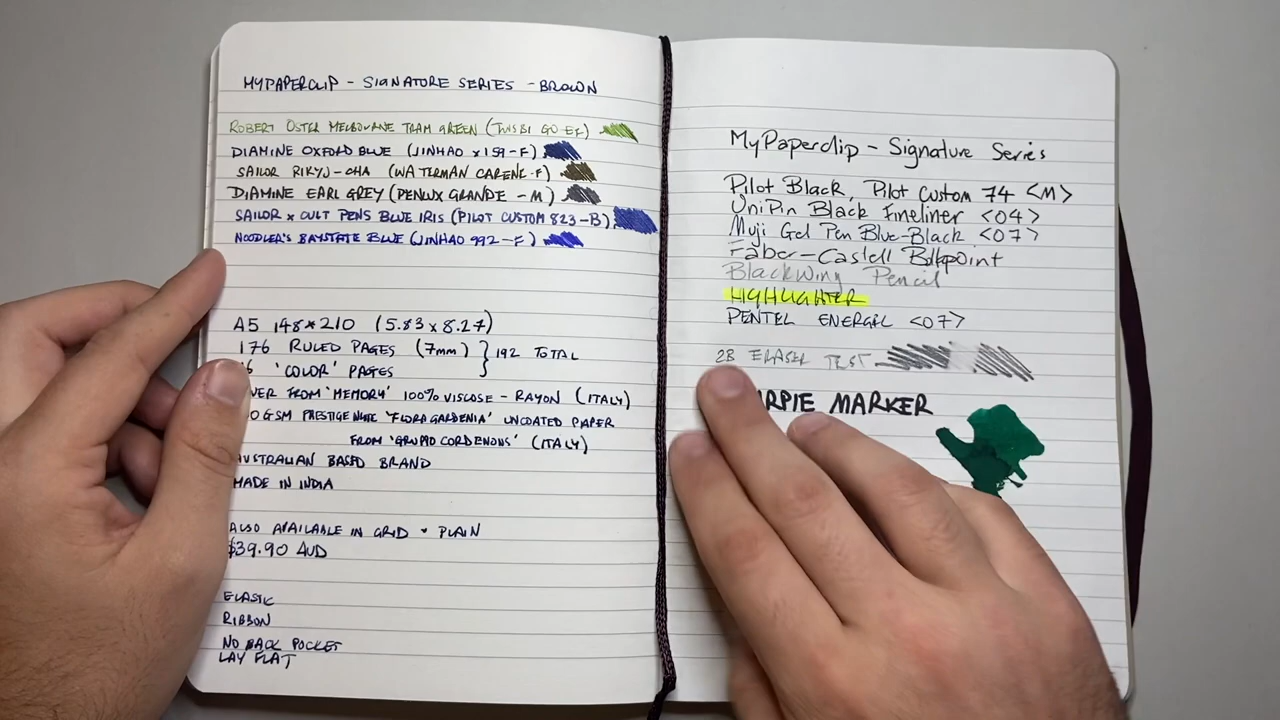 MYPAPERCLIP - SIGNATURE SERIES - BROWN
ROBERT OSTER MELBOURNE TRAM GREEN (TWSBI GO EF)
DIAMINE OXFORD BLUE (JINHAO x159-F)
SAILOR RIKYU-CHA (WATERMAN CARENE-F)
DIAMINE EARL GREY (PENLUX GRANDE - M)
SAILOR x CULT PENS BLUE IRIS (PILOT CUSTOM 823-B)
NOODLER'S BAYSTATE BLUE (JINHAO 992-F)
A5 148*210 (5.83 x 8.27)
176 RULED PAGES (7mm) } 192 TOTAL
6 'COLOR' PAGES
VER FROM 'MEMORY' 100% VISCOSE - RAYON (ITALY)
0 GSM PRESTIGE NOTE 'FLORA GARDENIA' UNCOATED PAPER
FROM 'GRUPPO CORDENONS' (ITALY)
AUSTRALIAN BASED BRAND
MADE IN INDIA
ALSO AVAILABLE IN GRID + PLAIN
$39.90 AUD
ELASTIC
RIBBON
NO BACK POCKET
LAY FLAT
MyPaperclip - Signature Series
Pilot Black, Pilot Custom 74 <M>
UniPin Black Fineliner <04>
Muji Gel Pen Blue-Black <07>
Faber-Castell Ballpoint
Blackwing Pencil
HIGHLIGHTER
PENTEL ENERGEL <07>
2B ERASER TEST
ARPIE MARKER